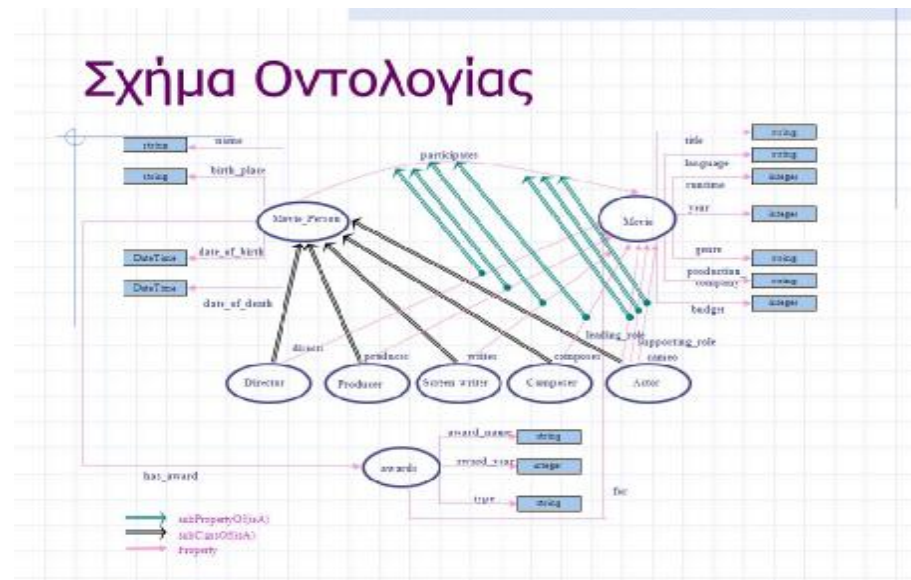 Σχήμα Οντολογίας
string
name
string
birth_place
participates
title
string
language
string
runtime
integer
year
integer
Movie_Person
Movie
DateTime
date_of_birth
genre
string
production
company
string
DateTime
date_of_death
budget
integer
leading_role
supporting_role
direct
produces
writes
composes
cameo
Director
Producer
Screen writer
Composer
Actor
award_name
string
awards
award_year
integer
has_award
type
string
for
subPropertyOf(isA)
subClassOf(isA)
Property